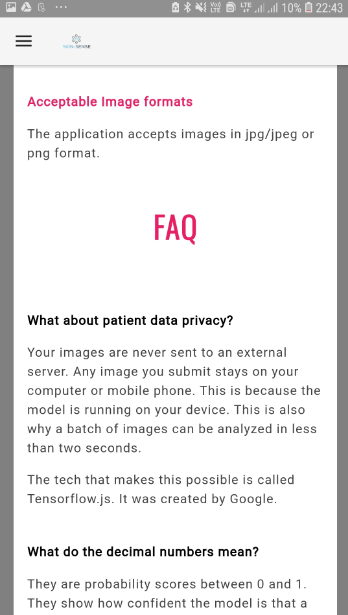 LTE 10% 22:43
SKIN SENSE
Acceptable Image formats
The application accepts images in jpg/jpeg or
png format.
FAQ
What about patient data privacy?
Your images are never sent to an external
server. Any image you submit stays on your
computer or mobile phone. This is because the
model is running on your device. This is also
why a batch of images can be analyzed in less
than two seconds.
The tech that makes this possible is called
Tensorflow.js. It was created by Google.
What do the decimal numbers mean?
They are probability scores between 0 and 1.
They show how confident the model is that a